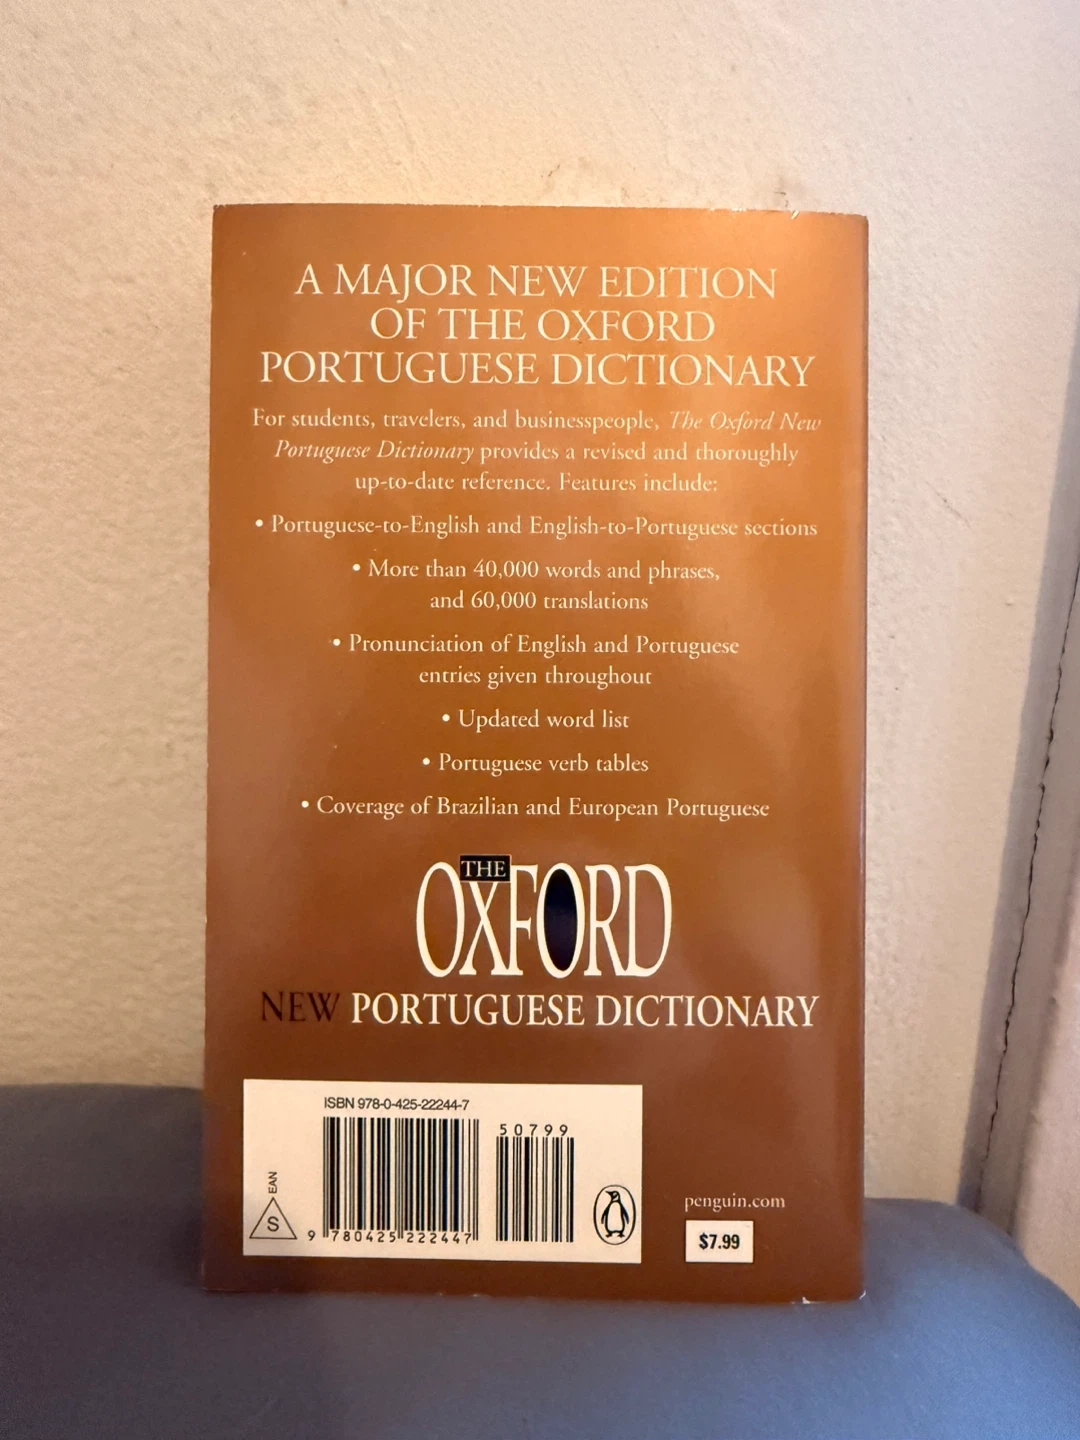 A MAJOR NEW EDITION
OF THE OXFORD
PORTUGUESE DICTIONARY
For students, travelers, and businesspeople, The Oxford New
Portuguese Dictionary provides a revised and thoroughly
up-to-date reference. Features include:
• Portuguese-to-English and English-to-Portuguese sections
• More than 40,000 words and phrases,
and 60,000 translations
• Pronunciation of English and Portuguese
entries given throughout
• Updated word list
• Portuguese verb tables
• Coverage of Brazilian and European Portuguese
THE
OXFORD
NEW PORTUGUESE DICTIONARY
ISBN 978-0-425-22244-7
50799
EAN
S
9 780425 222447
penguin.com
$7.99